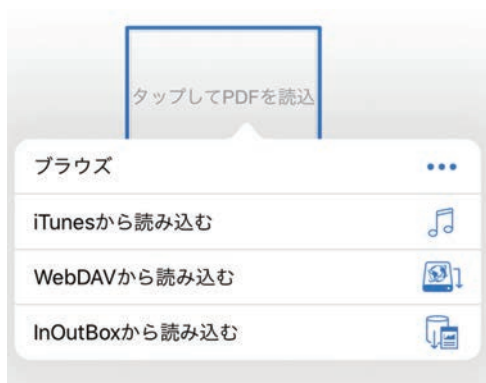 タップしてPDFを読込
ブラウズ
iTunesから読み込む
WebDAVから読み込む
InOutBoxから読み込む